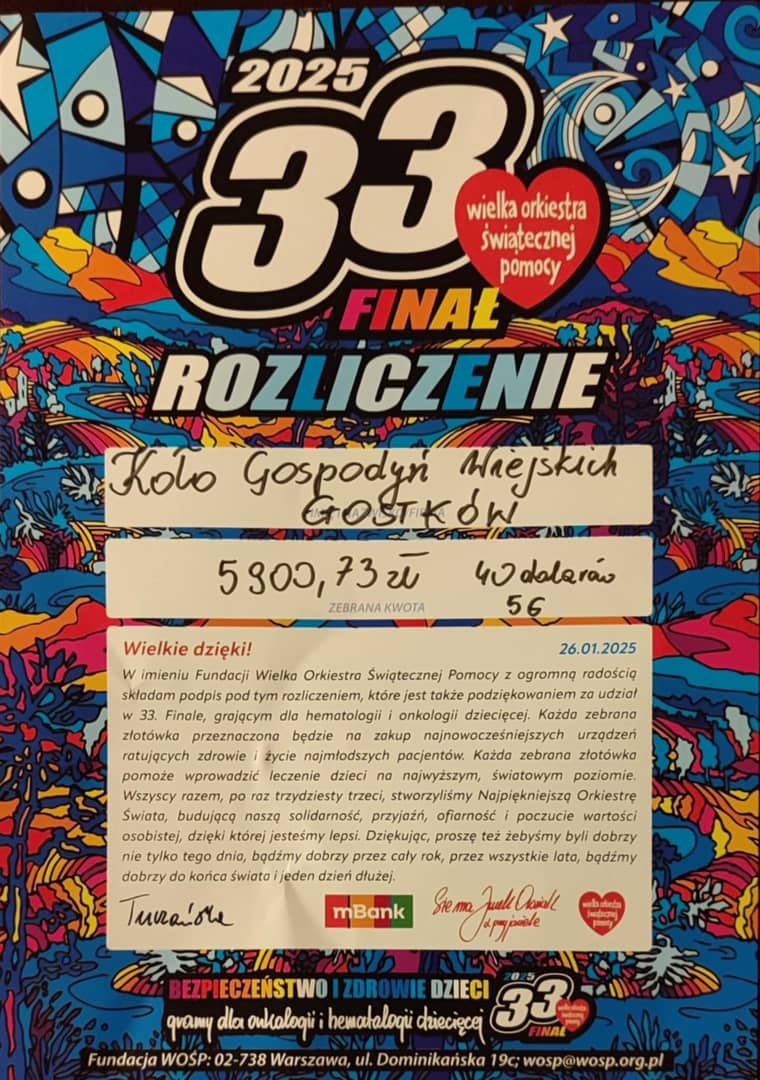 2025
33
wielka orkiestra
świątecznej
pomocy
FINAŁ
ROZLICZENIE
Koło Gospodyń Wiejskich
GOSTKÓW
5900,73 zł 40 dolarów
ZEBRANA KWOTA
Wielkie dzięki! 26.01.2025
W imieniu Fundacji Wielka Orkiestra Świątecznej Pomocy z ogromną radością
składam podpis pod tym rozliczeniem, które jest także podziękowaniem za udział
w 33. Finale, grającym dla hematologii i onkologii dziecięcej. Każda zebrana
złotówka przeznaczona będzie na zakup najnowocześniejszych urządzeń
ratujących zdrowie i życie najmłodszych pacjentów. Każda zebrana złotówka
pomoże wprowadzić leczenie dzieci na najwyższym, światowym poziomie.
Wszyscy razem, po raz trzydziesty trzeci, stworzyliśmy Najpiękniejszą Orkiestrę
Świata, budującą naszą solidarność, przyjaźń, ofiarność i poczucie wartości
osobistej, dzięki której jesteśmy lepsi. Dziękując, proszę też żebyśmy byli dobrzy
nie tylko tego dnia, bądźmy dobrzy przez cały rok, przez wszystkie lata, bądźmy
dobrzy do końca świata i jeden dzień dłużej.
mBank
Sie ma Jurek Owsiak
z przyjaciele
wielka orkiestra
świątecznej
pomocy
BEZPIECZEŃSTWO I ZDROWIE DZIECI
gramy dla onkologii i hematologii dziecięcej
2025
33
FINAŁ
Fundacja WOŚP: 02-738 Warszawa, ul. Dominikańska 19c; wosp@wosp.org.pl